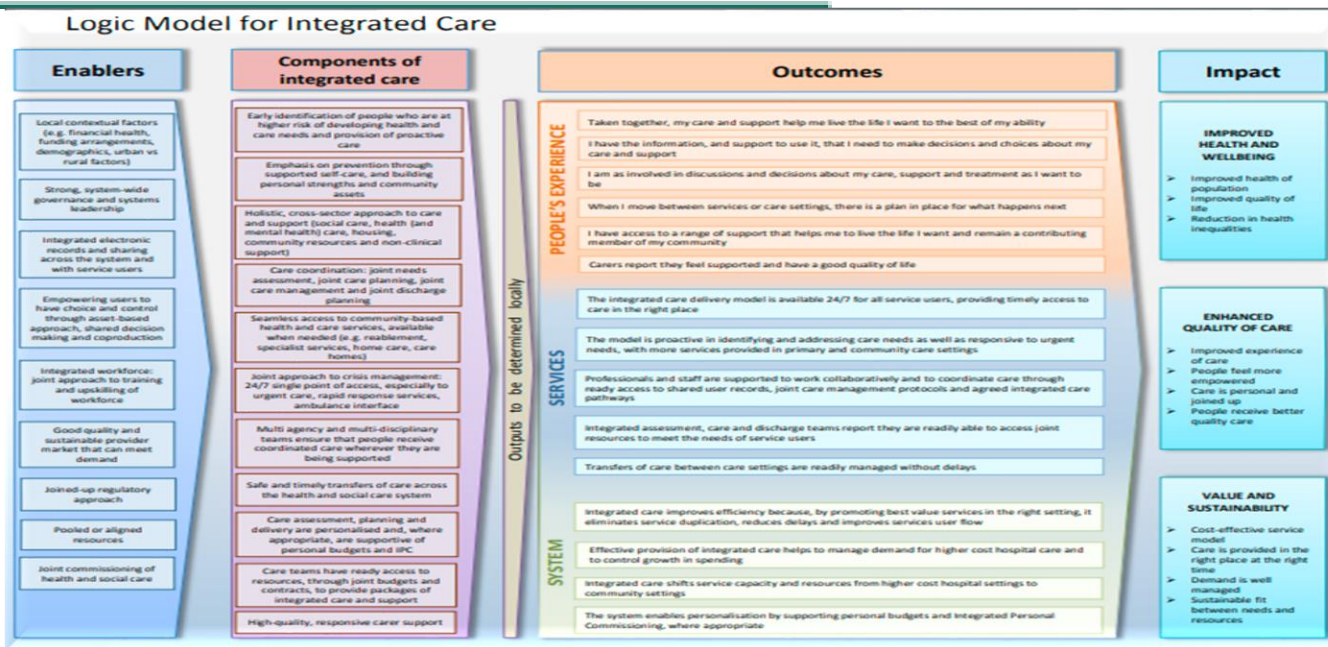 Logic Model for Integrated Care
Enablers
Local contextual factors
(e.g. financial health,
funding arrangements,
demographics, urban vs
rural factors)
Strong, system-wide
governance and systems
leadership
Integrated electronic
records and sharing
across the system and
with service users
Empowering users to
have choice and control
through asset-based
approach, shared decision
making and coproduction
Integrated workforce:
joint approach to training
and upskilling of
workforce
Good quality and
sustainable provider
market that can meet
demand
Joined-up regulatory
approach
Pooled or aligned
resources
Joint commissioning of
health and social care
Components of
integrated care
Early identification of people who are at
higher risk of developing health and
care needs and provision of proactive
care
Emphasis on prevention through
supported self-care, and building
personal strengths and community
assets
Holistic, cross-sector approach to care
and support (social care, health (and
mental health) care, housing,
community resources and non-clinical
support)
Care coordination: joint needs
assessment, joint care planning, joint
care management and joint discharge
planning
Seamless access to community-based
health and care services, available
when needed (e.g. reablement,
specialist services, home care, care
homes)
Joint approach to crisis management:
24/7 single point of access, especially to
urgent care, rapid response services,
ambulance interface
Multi agency and multi-disciplinary
teams ensure that people receive
coordinated care wherever they are
being supported
Safe and timely transfers of care across
the health and social care system
Care assessment, planning and
delivery are personalised and, where
appropriate, are supportive of
personal budgets and IPC
Care teams have ready access to
resources, through joint budgets and
contracts, to provide packages of
integrated care and support
High-quality, responsive carer support
Outputs to be determined locally
Outcomes
PEOPLE'S EXPERIENCE
Taken together, my care and support help me live the life I want to the best of my ability
I have the information, and support to use it, that I need to make decisions and choices about my
care and support
I am as involved in discussions and decisions about my care, support and treatment as I want to
be
When I move between services or care settings, there is a plan in place for what happens next
I have access to a range of support that helps me to live the life I want and remain a contributing
member of my community
Carers report they feel supported and have a good quality of life
SERVICES
The integrated care delivery model is available 24/7 for all service users, providing timely access to
care in the right place
The model is proactive in identifying and addressing care needs as well as responsive to urgent
needs, with more services provided in primary and community care settings
Professionals and staff are supported to work collaboratively and to coordinate care through
ready access to shared user records, joint care management protocols and agreed integrated care
pathways
Integrated assessment, care and discharge teams report they are readily able to access joint
resources to meet the needs of service users
Transfers of care between care settings are readily managed without delays
SYSTEM
Integrated care improves efficiency because, by promoting best value services in the right setting, it
eliminates service duplication, reduces delays and improves services user flow
Effective provision of integrated care helps to manage demand for higher cost hospital care and
to control growth in spending
Integrated care shifts service capacity and resources from higher cost hospital settings to
community settings
The system enables personalisation by supporting personal budgets and Integrated Personal
Commissioning, where appropriate
Impact
IMPROVED
HEALTH AND
WELLBEING
➢ Improved health of
population
➢ Improved quality of
life
➢ Reduction in health
inequalities
ENHANCED
QUALITY OF CARE
➢ Improved experience
of care
➢ People feel more
empowered
➢ Care is personal and
joined up
➢ People receive better
quality care
VALUE AND
SUSTAINABILITY
➢ Cost-effective service
model
➢ Care is provided in the
right place at the right
time
➢ Demand is well
managed
➢ Sustainable fit
between needs and
resources